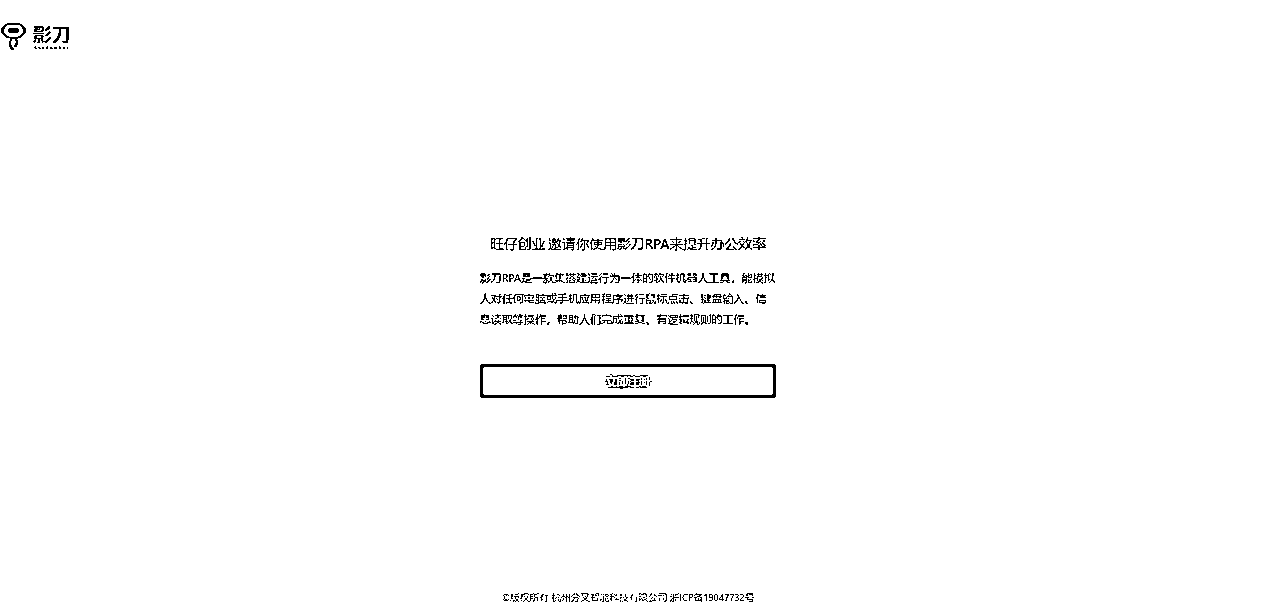 影刀
旺仔创业 邀请你使用影刀RPA来提升办公效率
影刀RPA是一款集搭建运行为一体的软件机器人工具，能模拟
人对任何电脑或手机应用程序进行鼠标点击、键盘输入、信
息读取等操作，帮助人们完成重复、有逻辑规则的工作。
立即注册
©版权所有 杭州分叉智能科技有限公司 浙ICP备19047732号